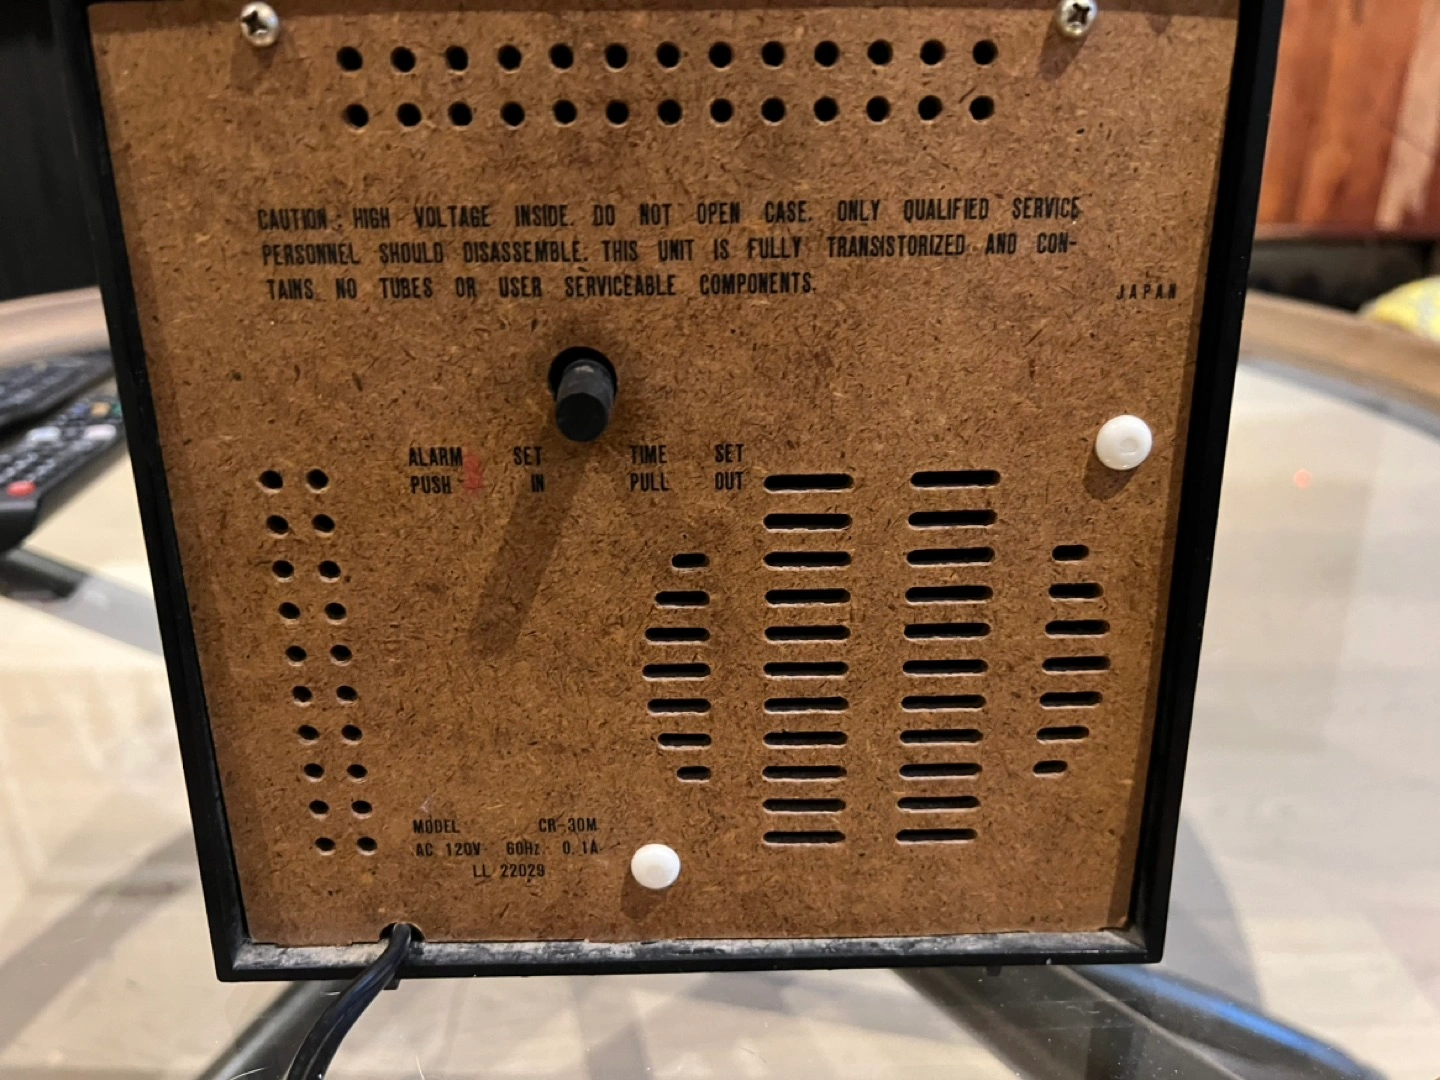 CAUTION: HIGH VOLTAGE INSIDE. DO NOT OPEN CASE. ONLY QUALIFIED SERVICE
PERSONNEL SHOULD DISASSEMBLE. THIS UNIT IS FULLY TRANSISTORIZED AND CON-
TAINS NO TUBES OR USER SERVICEABLE COMPONENTS.
JAPAN
ALARM SET TIME SET
PUSH IN PULL OUT
MODEL CR-30M
AC 120V 60Hz 0.1A
LL 22029